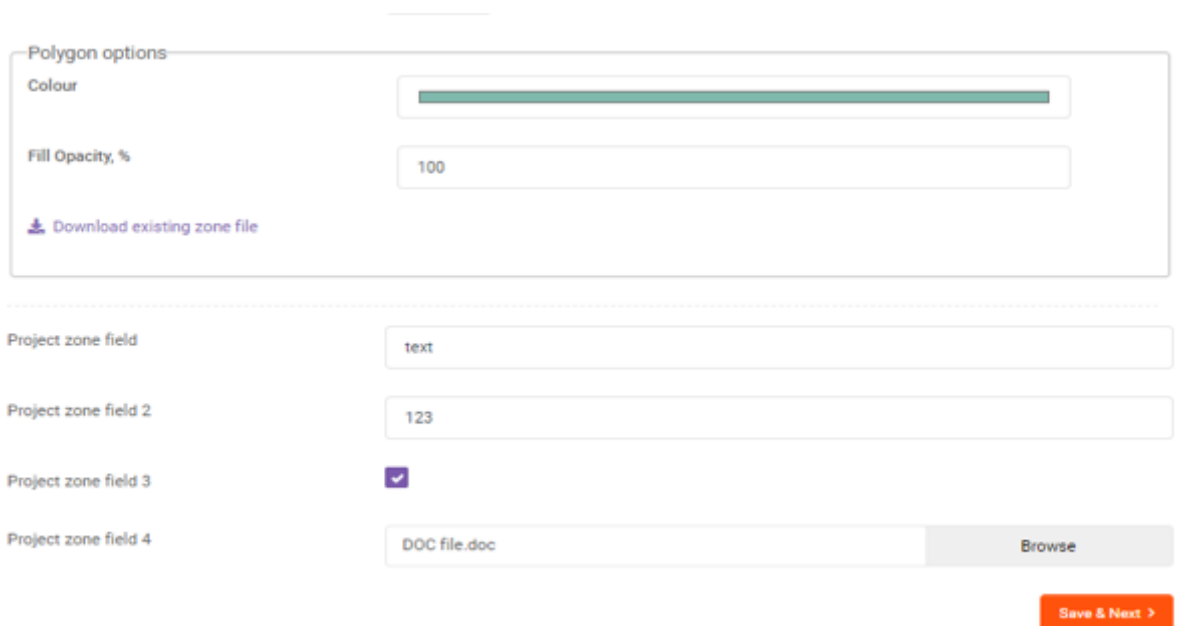 Polygon options
Colour
Fill Opacity, %
100
Download existing zone file
Project zone field
text
Project zone field 2
123
Project zone field 3
Project zone field 4
DOC file.doc
Browse
Save & Next >